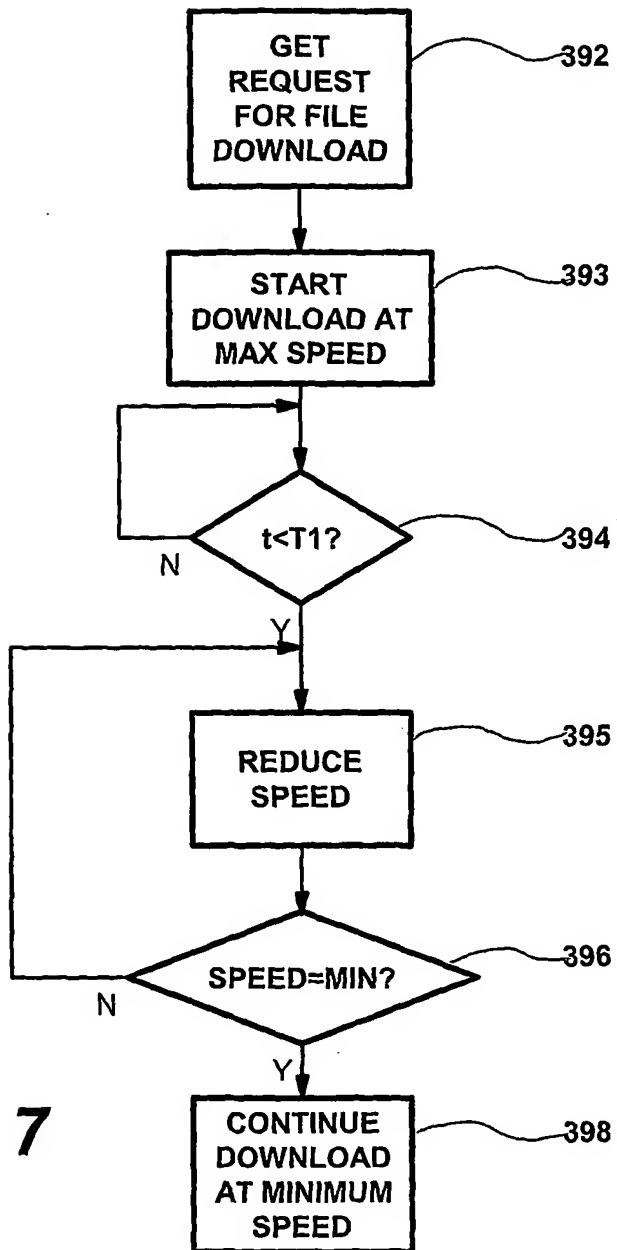 GET
REQUEST
FOR FILE
DOWNLOAD
392
START
DOWNLOAD AT
MAX SPEED
393
t<T1?
394
N
Y
REDUCE
SPEED
395
SPEED=MIN?
396
N
Y
CONTINUE
DOWNLOAD
AT MINIMUM
SPEED
398
7